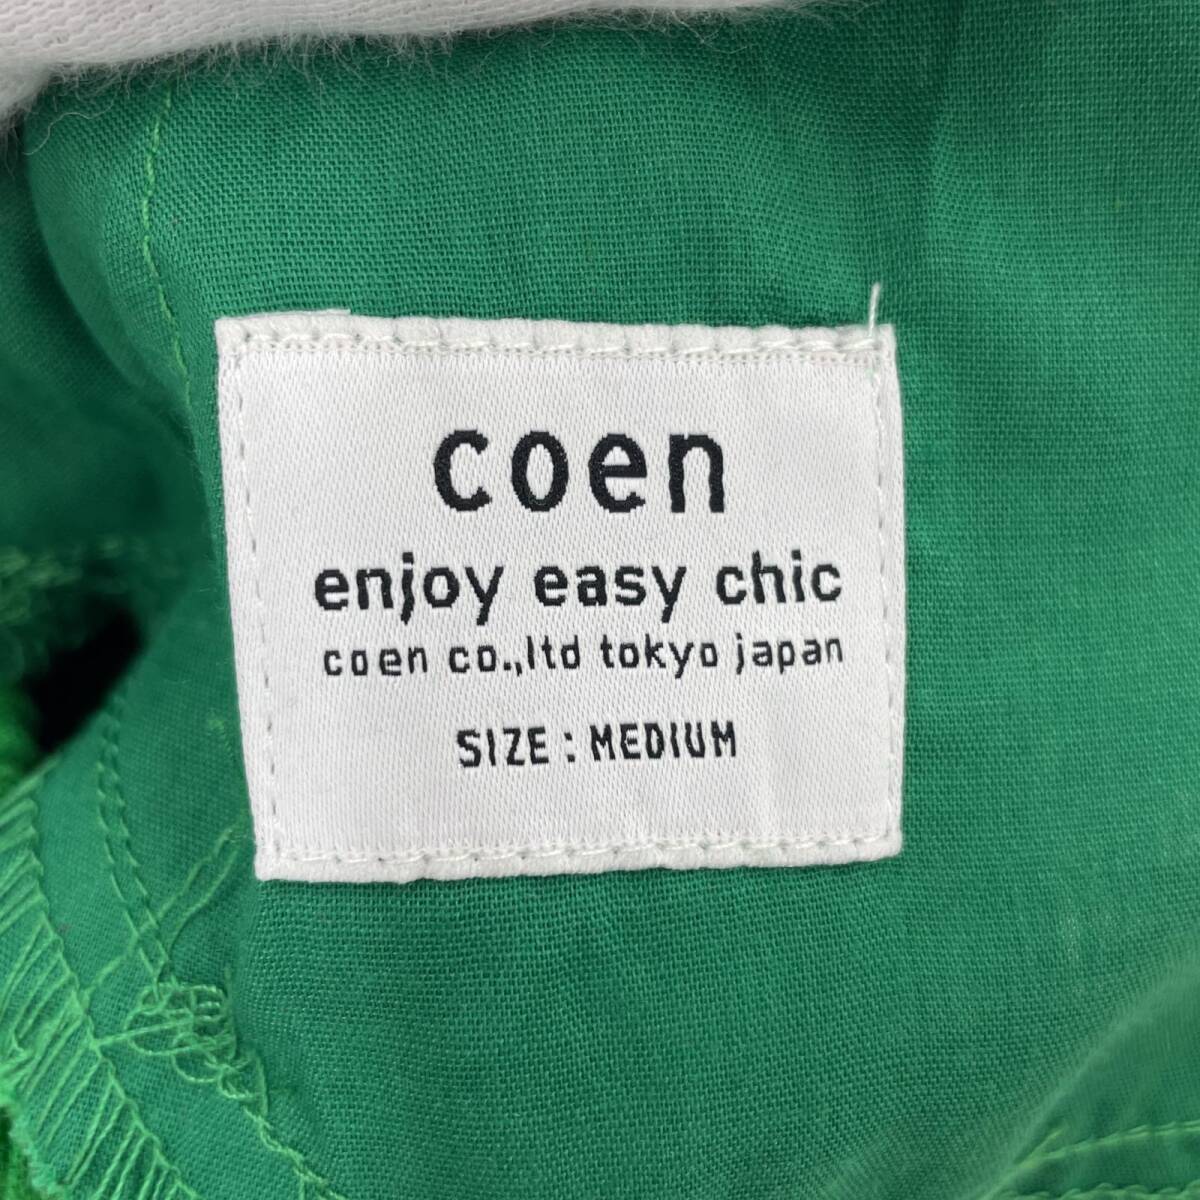 coen
enjoy easy chic
coen co.,ltd tokyo japan
SIZE : MEDIUM